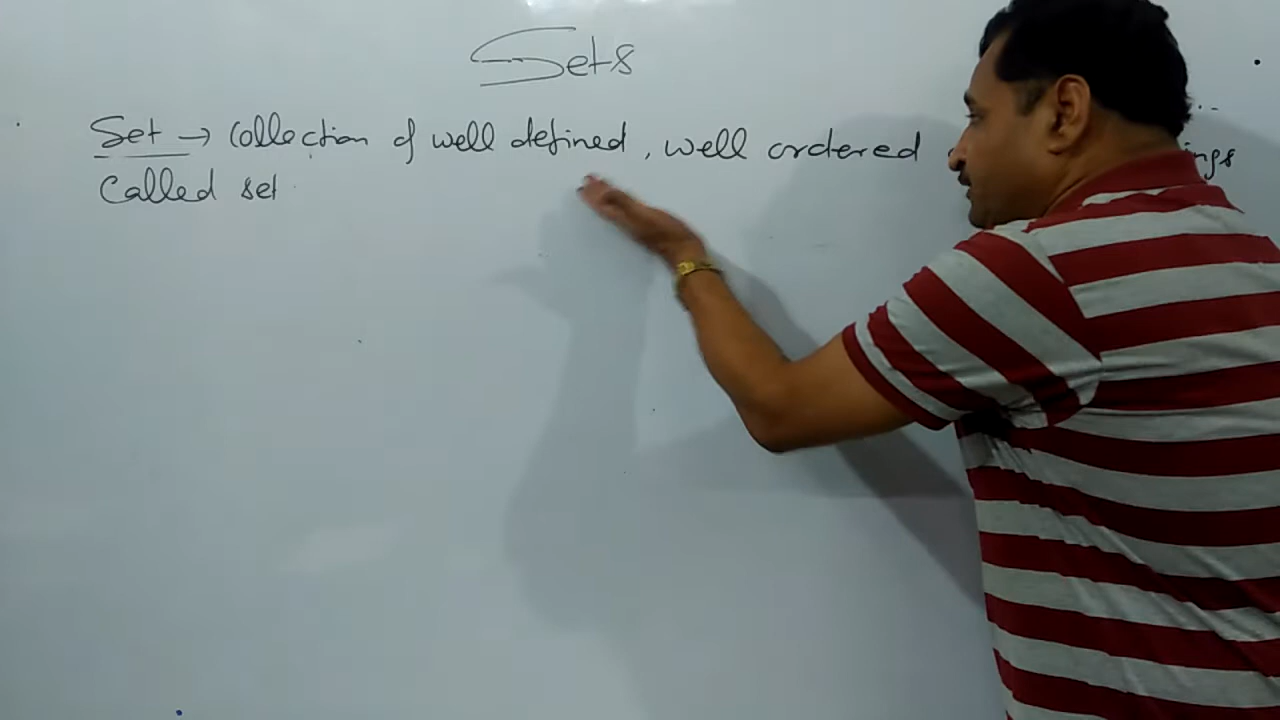 Sets
Set → Collection of well defined, well ordered
Called set